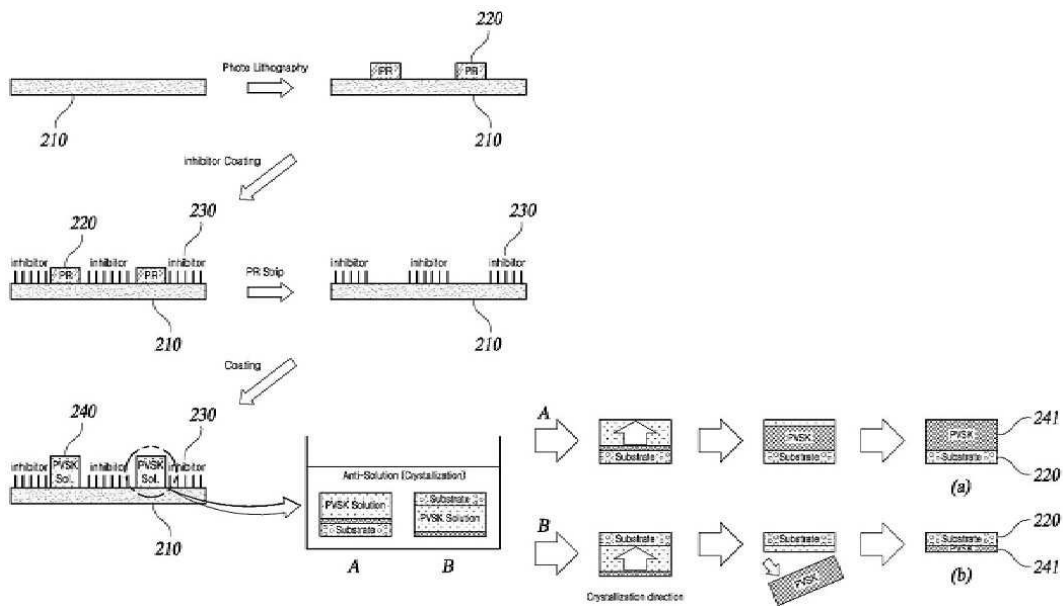 220
Photo Lithography
PR
PR
210
210
inhibitor Coating
220
230
230
inhibitor
inhibitor
inhibitor
PR
PR
PR Strip
inhibitor
inhibitor
inhibitor
210
210
Coating
240
230
inhibitor
PVSK
Sol.
inhibitor
PVSK
Sol.
inhibitor
210
Anti-Solution (Crystallization)
PVSK Solution
Substrate
Substrate
PVSK Solution
A
B
A
Substrate
PVSK
Substrate
PVSK
Substrate
241
220
(a)
B
Substrate
Crystallization direction
Substrate
PVSK
Substrate
PVSK
220
241
(b)